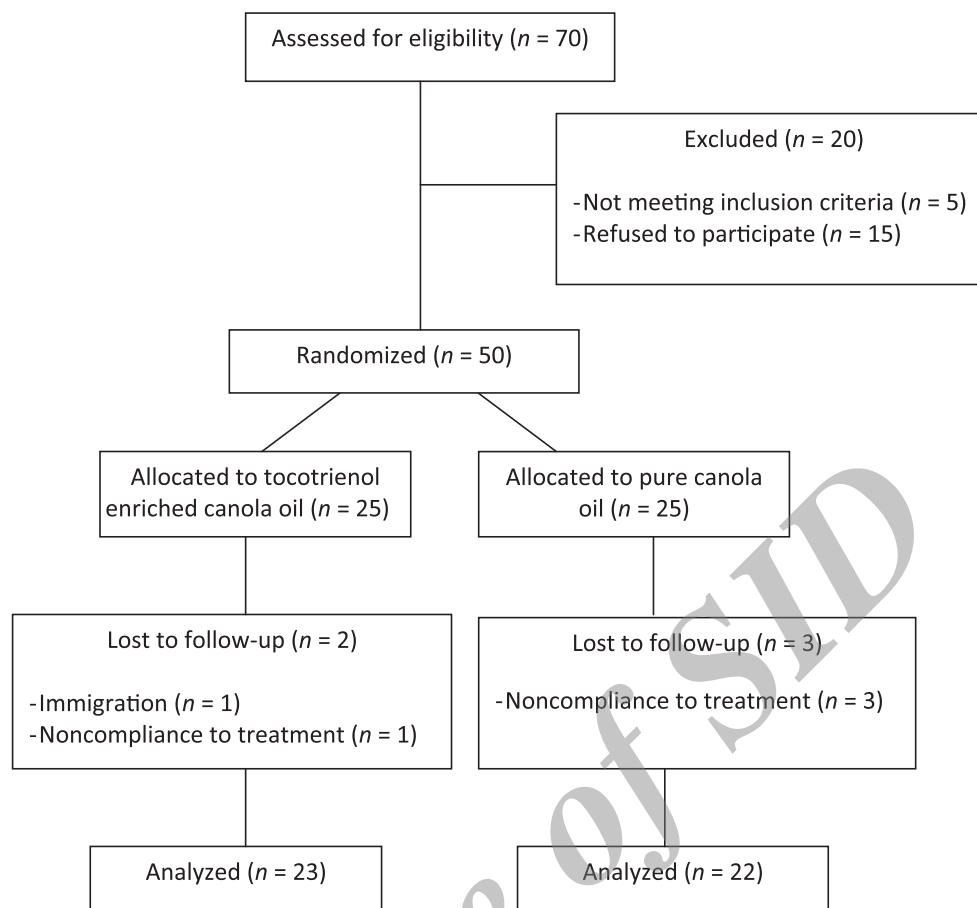 Assessed for eligibility (n = 70)
Excluded (n = 20)
-Not meeting inclusion criteria (n = 5)
-Refused to participate (n = 15)
Randomized (n = 50)
Allocated to tocotrienol
enriched canola oil (n = 25)
Allocated to pure canola
oil (n = 25)
Lost to follow-up (n = 2)
-Immigration (n = 1)
-Noncompliance to treatment (n = 1)
Lost to follow-up (n = 3)
-Noncompliance to treatment (n = 3)
Analyzed (n = 23)
Analyzed (n = 22)
of SID